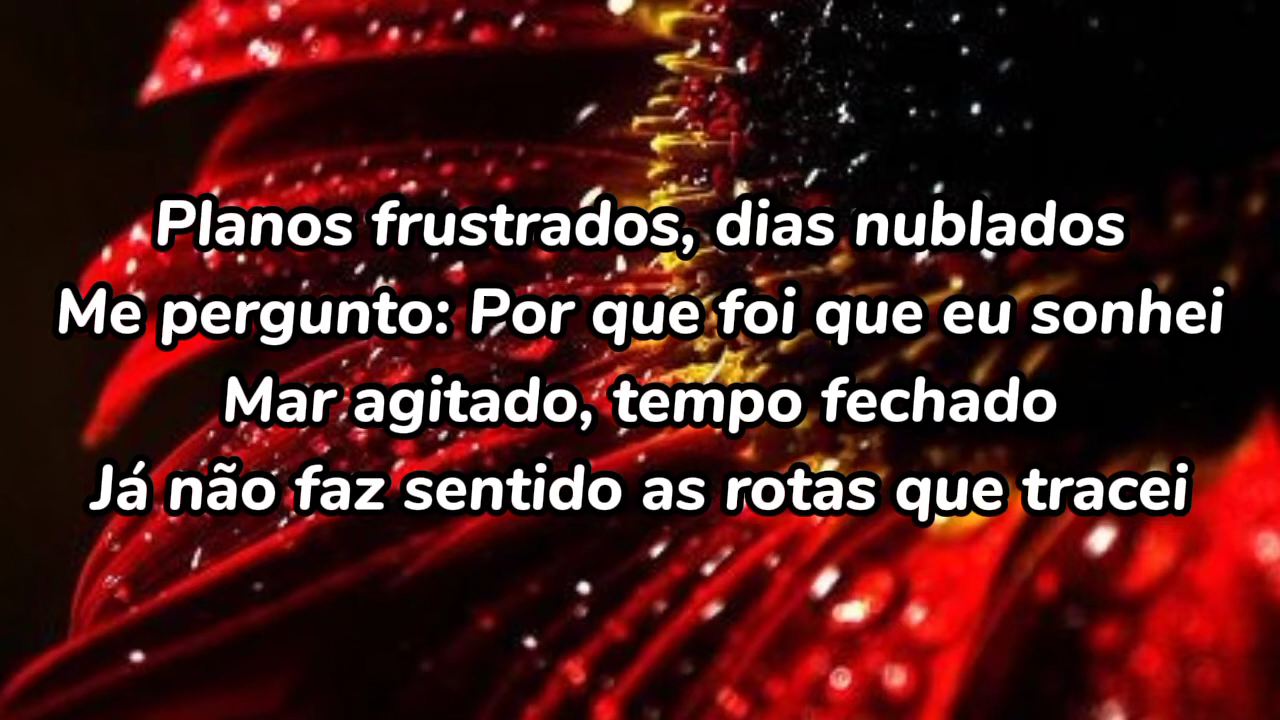 Planos frustrados, dias nublados
Me pergunto: Por que foi que eu sonhei
Mar agitado, tempo fechado
Já não faz sentido as rotas que tracei